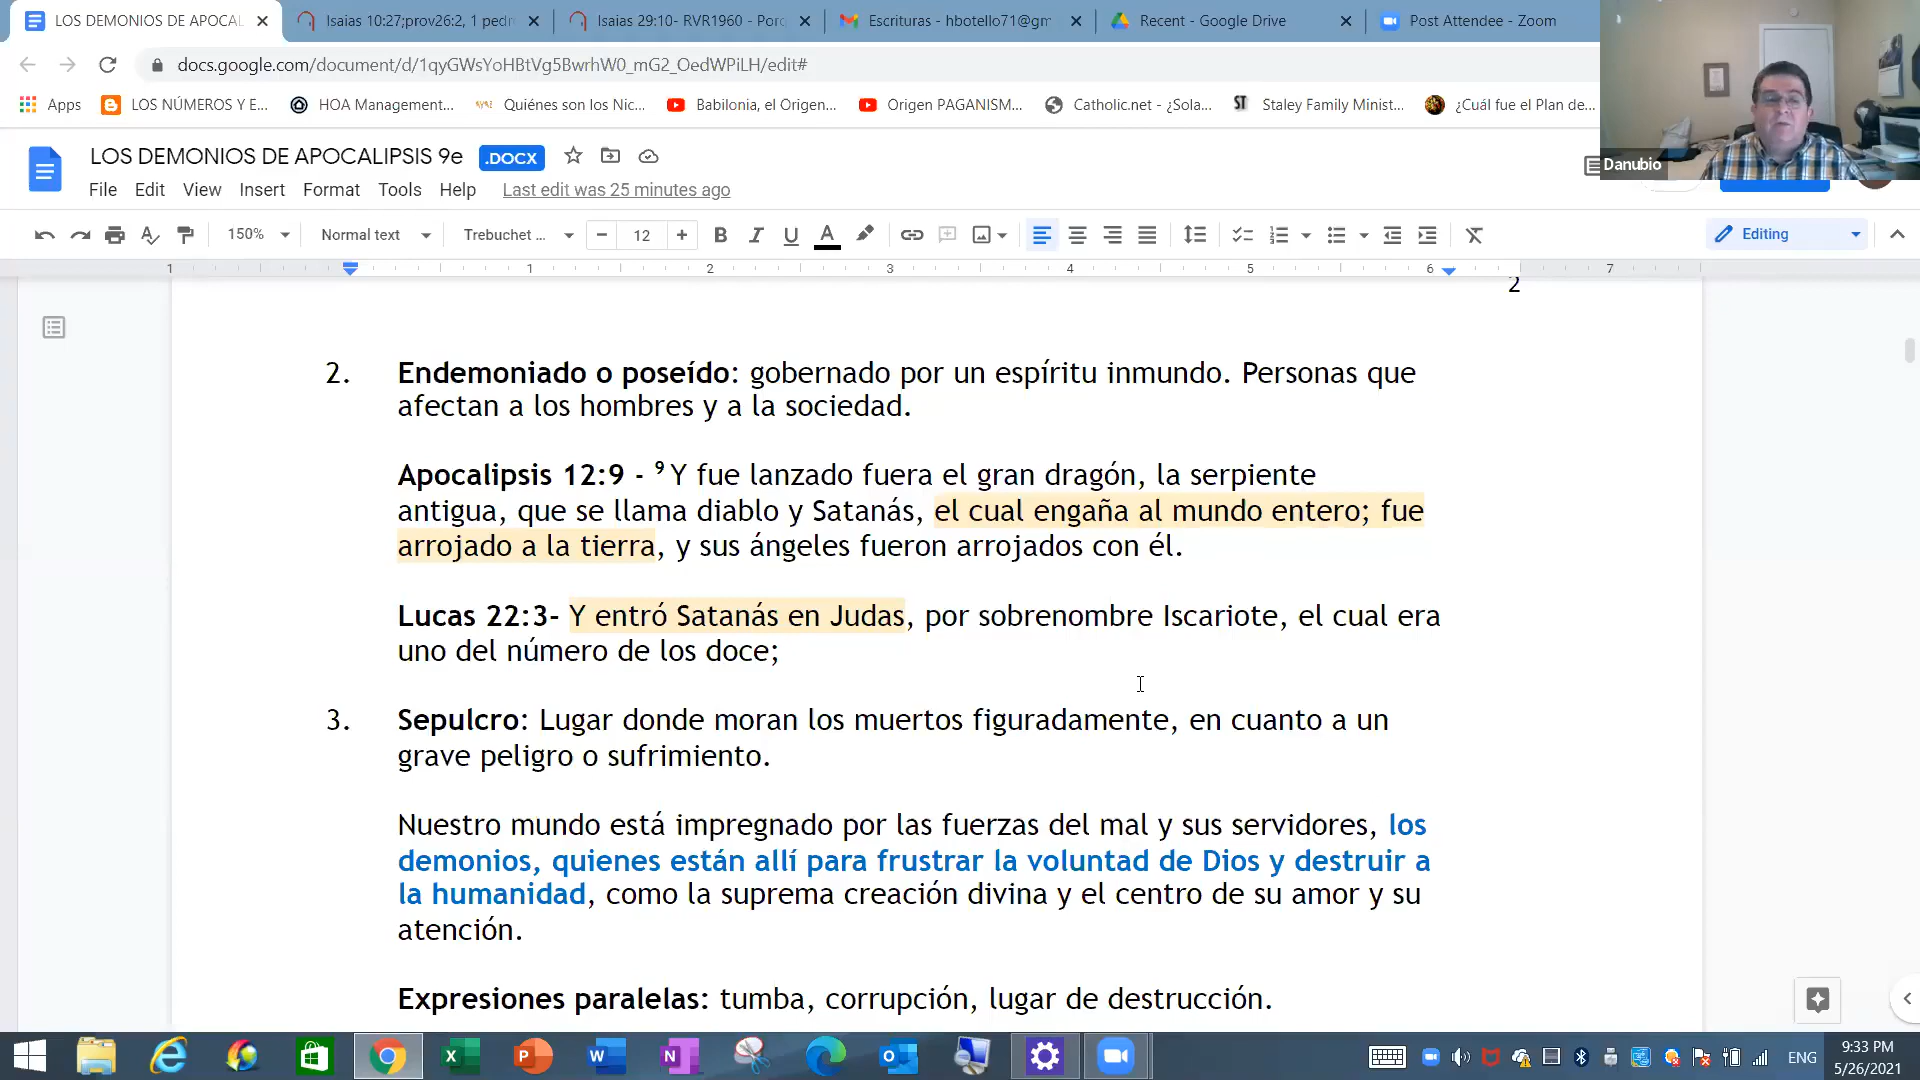 LOS DEMONIOS DE APOCAL
Isaias 10:27;prov26:2, 1 ped
Isaias 29:10- RVR1960 - Por
Escrituras - hbotello71@gm
Recent - Google Drive
Post Attendee - Zoom
docs.google.com/document/d/1qyGWsYoHBtVg5BwrhW0_mG2_OedWPiLH/edit#
Apps
LOS NÚMEROS Y E...
HOA Management...
Quiénes son los Nic...
Babilonia, el Origen...
Origen PAGANISM...
Catholic.net - ¿Sola...
ST Staley Family Minist...
¿Cuál fue el Plan de...
Danubio
LOS DEMONIOS DE APOCALIPSIS 9e .DOCX
File Edit View Insert Format Tools Help Last edit was 25 minutes ago
150% Normal text Trebuchet ... 12 B I U A Editing
1 1 2 3 4 5 6 7
2
2. Endemoniado o poseído: gobernado por un espíritu inmundo. Personas que
afectan a los hombres y a la sociedad.
Apocalipsis 12:9 - ⁹ Y fue lanzado fuera el gran dragón, la serpiente
antigua, que se llama diablo y Satanás, el cual engaña al mundo entero; fue
arrojado a la tierra, y sus ángeles fueron arrojados con él.
Lucas 22:3- Y entró Satanás en Judas, por sobrenombre Iscariote, el cual era
uno del número de los doce;
3. Sepulcro: Lugar donde moran los muertos figuradamente, en cuanto a un
grave peligro o sufrimiento.
Nuestro mundo está impregnado por las fuerzas del mal y sus servidores, los
demonios, quienes están allí para frustrar la voluntad de Dios y destruir a
la humanidad, como la suprema creación divina y el centro de su amor y su
atención.
Expresiones paralelas: tumba, corrupción, lugar de destrucción.
ENG
9:33 PM
5/26/2021